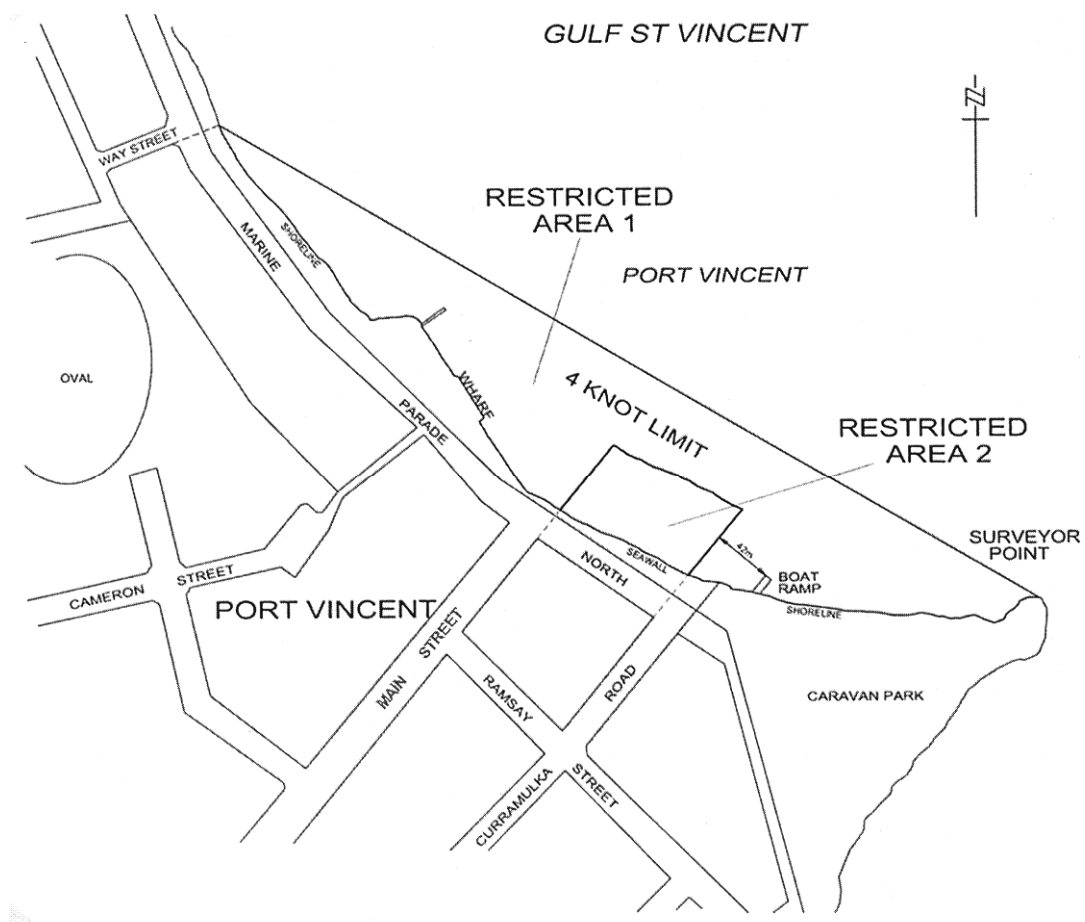 GULF ST VINCENT
N
WAY STREET
RESTRICTED
AREA 1
MARINE
SHORELINE
PORT VINCENT
OVAL
WHARF
4 KNOT LIMIT
PARADE
RESTRICTED
AREA 2
SURVEYOR
POINT
SEAWALL
42m
BOAT
RAMP
NORTH
SHORELINE
CAMERON
STREET
PORT VINCENT
MAIN
STREET
RAMSAY
STREET
CURRAMULKA
ROAD
CARAVAN PARK